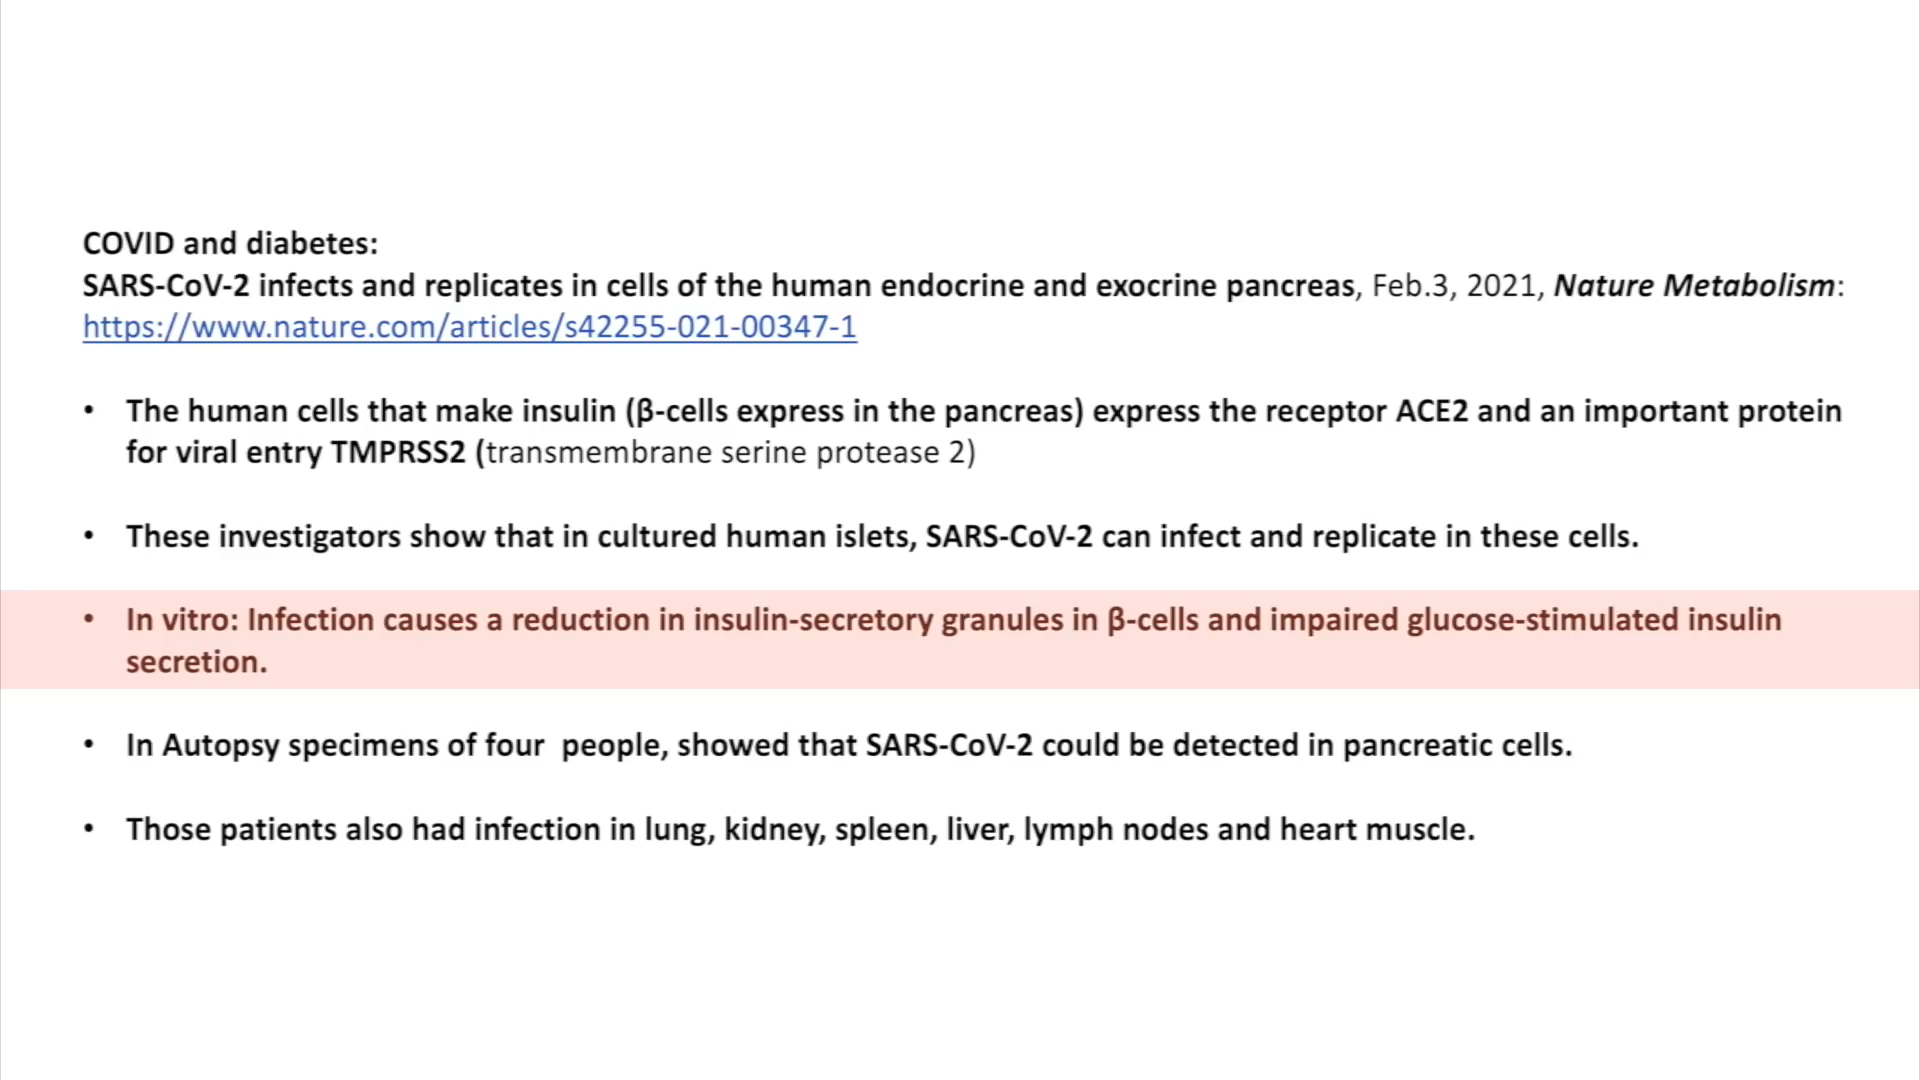 COVID and diabetes:
SARS-CoV-2 infects and replicates in cells of the human endocrine and exocrine pancreas, Feb.3, 2021, Nature Metabolism:
https://www.nature.com/articles/s42255-021-00347-1
• The human cells that make insulin (β-cells express in the pancreas) express the receptor ACE2 and an important protein
for viral entry TMPRSS2 (transmembrane serine protease 2)
• These investigators show that in cultured human islets, SARS-CoV-2 can infect and replicate in these cells.
• In vitro: Infection causes a reduction in insulin-secretory granules in β-cells and impaired glucose-stimulated insulin
secretion.
• In Autopsy specimens of four  people, showed that SARS-CoV-2 could be detected in pancreatic cells.
• Those patients also had infection in lung, kidney, spleen, liver, lymph nodes and heart muscle.